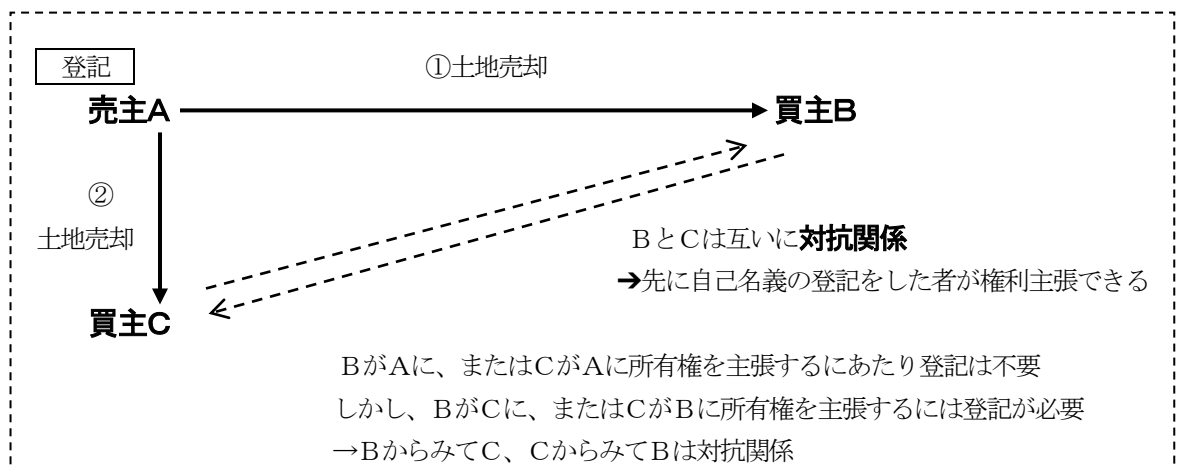 登記
①土地売却
売主A
買主B
②
土地売却
BとCは互いに対抗関係
➔先に自己名義の登記をした者が権利主張できる
買主C
BがAに、またはCがAに所有権を主張するにあたり登記は不要
しかし、BがCに、またはCがBに所有権を主張するには登記が必要
→BからみてC、CからみてBは対抗関係